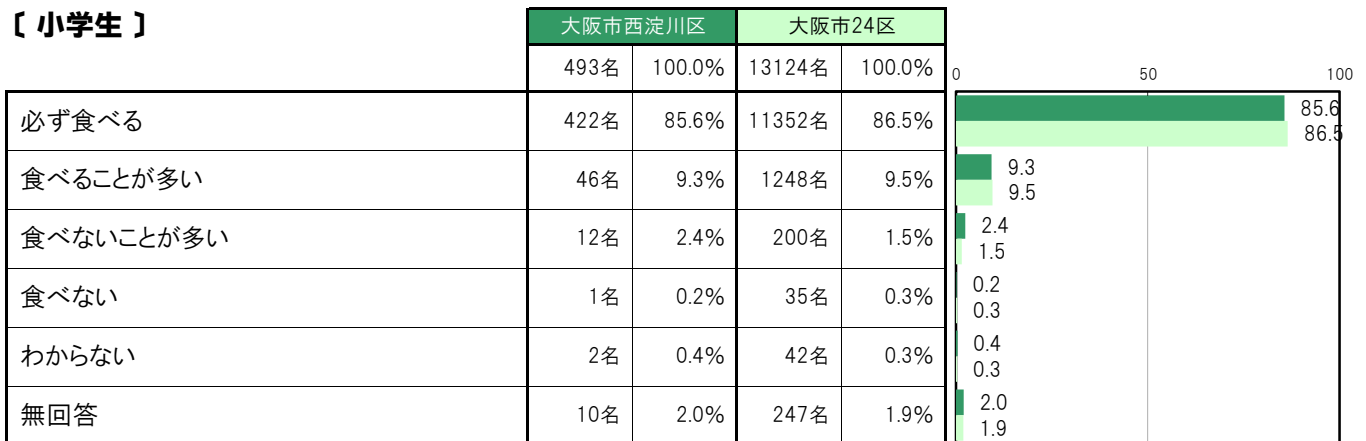 〔 小学生 〕
大阪市西淀川区 大阪市24区
493名 100.0% 13124名 100.0% 0 50 100
必ず食べる 422名 85.6% 11352名 86.5% 85.6
86.5
食べることが多い 46名 9.3% 1248名 9.5% 9.3
9.5
食べないことが多い 12名 2.4% 200名 1.5% 2.4
1.5
食べない 1名 0.2% 35名 0.3% 0.2
0.3
わからない 2名 0.4% 42名 0.3% 0.4
0.3
無回答 10名 2.0% 247名 1.9% 2.0
1.9